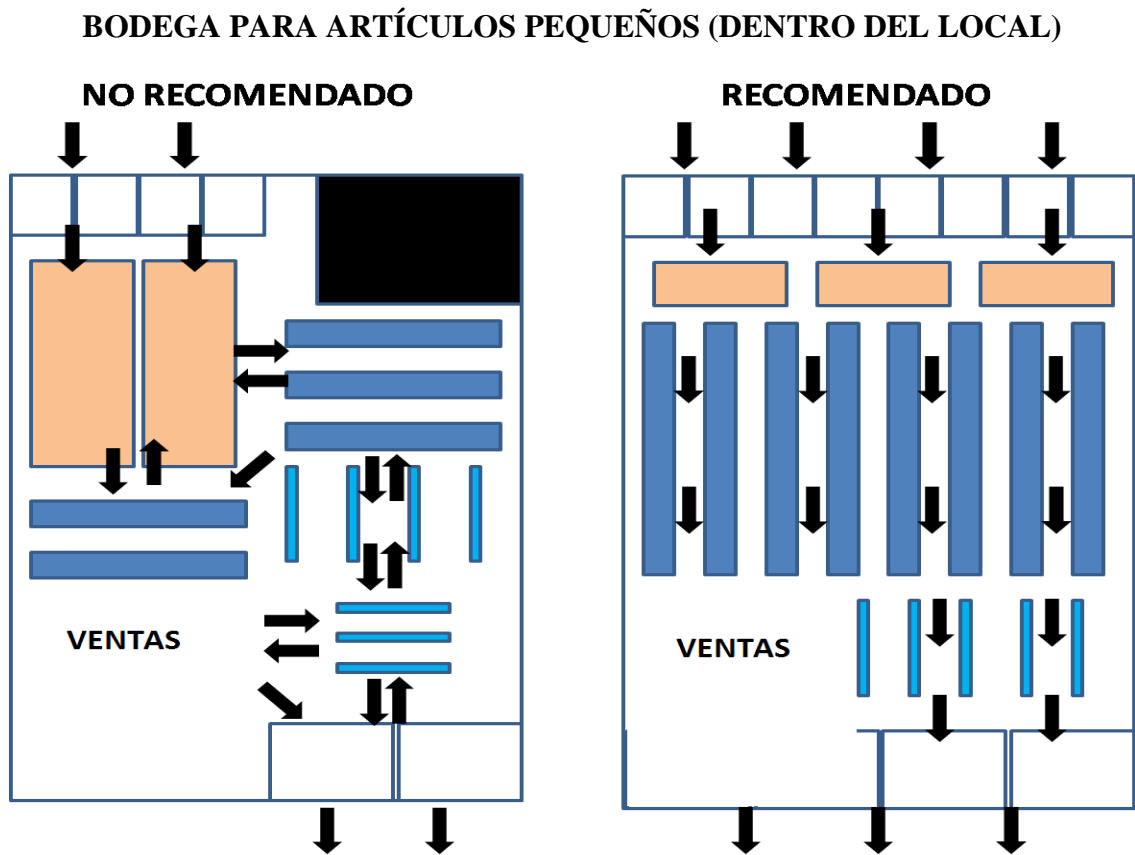 BODEGA PARA ARTÍCULOS PEQUEÑOS (DENTRO DEL LOCAL)
NO RECOMENDADO
RECOMENDADO
VENTAS
VENTAS